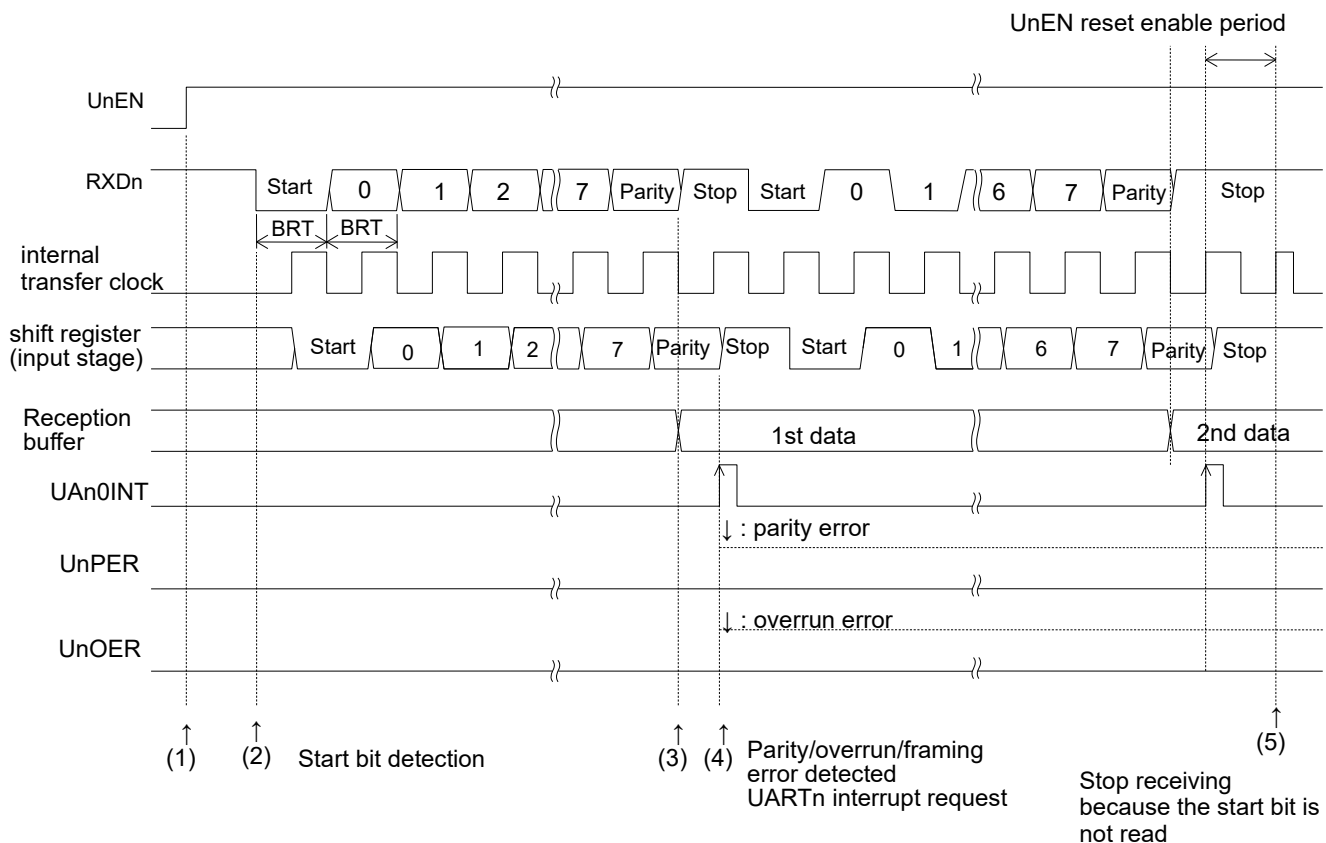 UnEN reset enable period
UnEN
RXDn
Start 0 1 2 7 Parity Stop Start 0 1 6 7 Parity Stop
BRT BRT
internal
transfer clock
shift register
(input stage)
Start 0 1 2 7 Parity Stop Start 0 1 6 7 Parity Stop
Reception
buffer
1st data 2nd data
UAn0INT
↓ : parity error
UnPER
↓ : overrun error
UnOER
↑ ↑ ↑ ↑ ↑
(1) (2) Start bit detection (3) (4) (5)
Parity/overrun/framing
error detected
UARTn interrupt request
Stop receiving
because the start bit is
not read